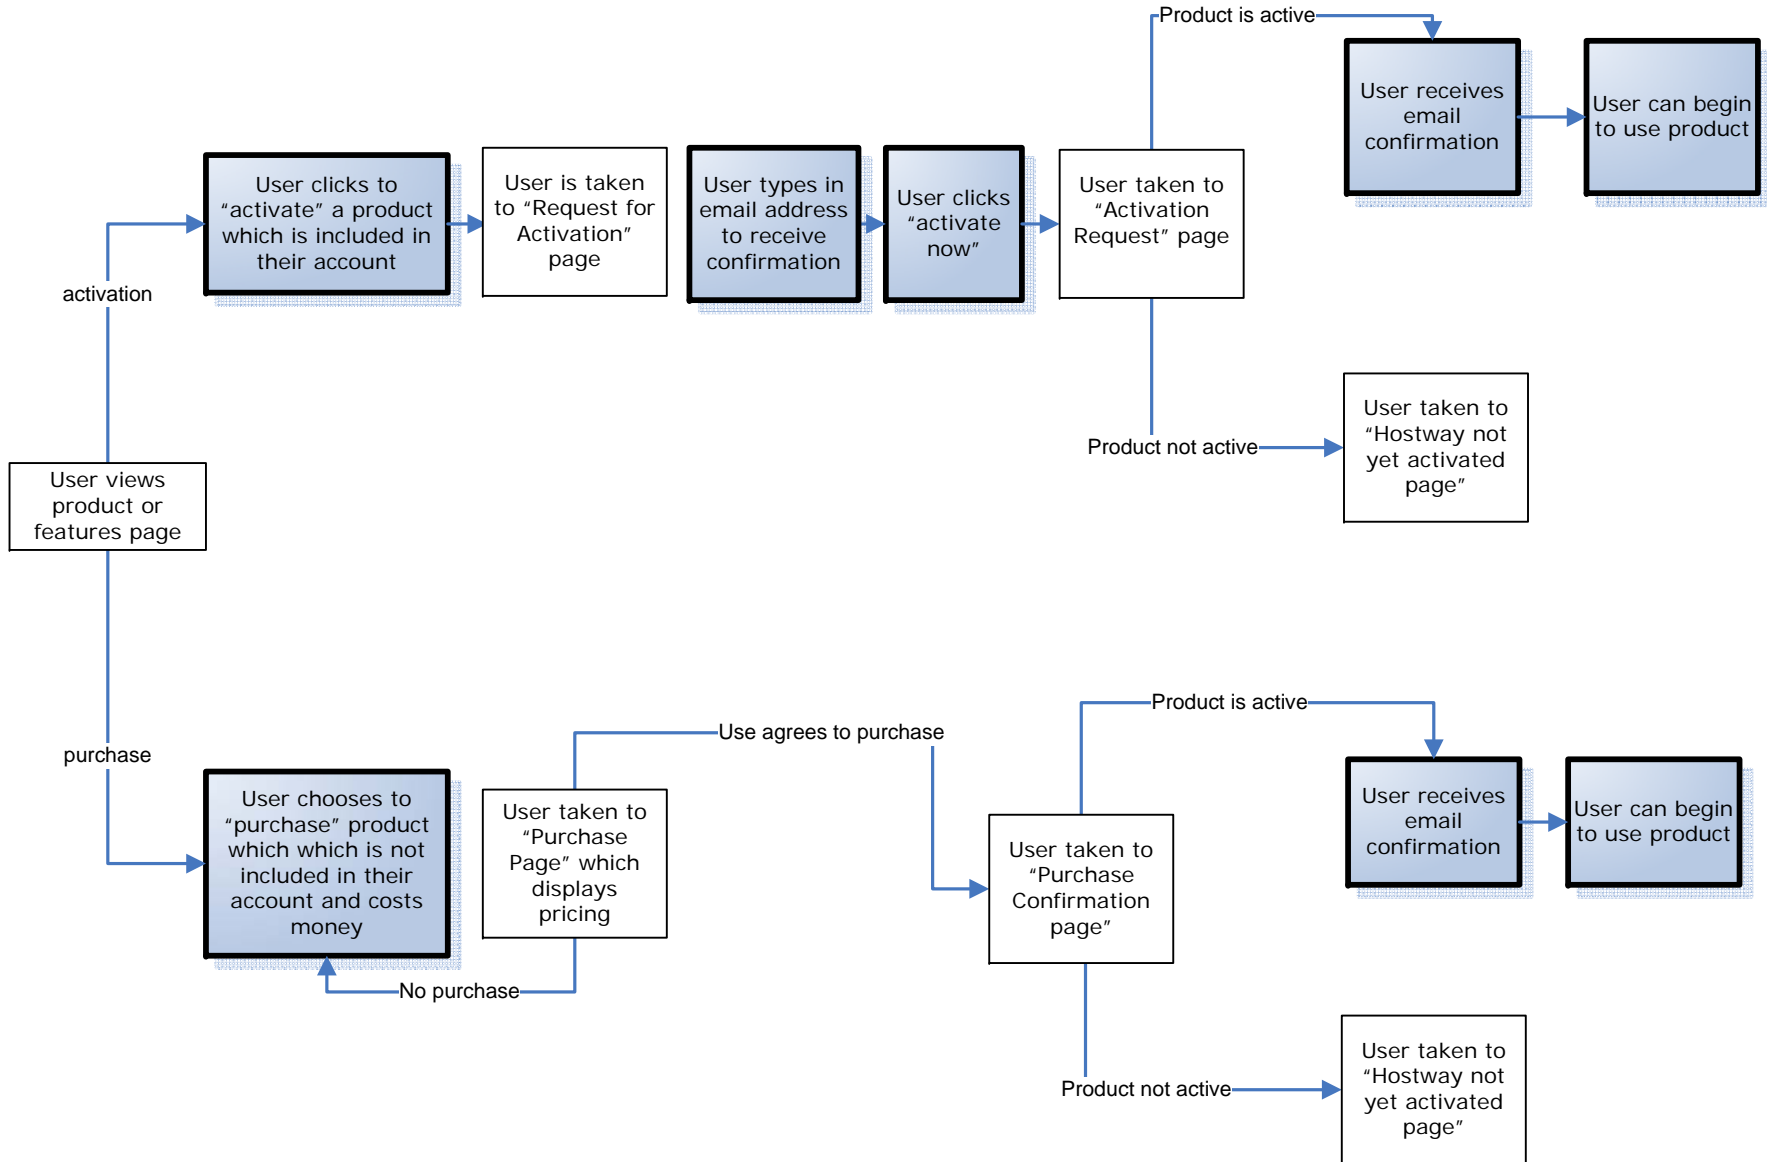 Product is active
User receives
email
confirmation
User can begin
to use product
User clicks to
“activate” a product
which is included in
their account
User is taken
to “Request for
Activation”
page
User types in
email address
to receive
confirmation
User clicks
“activate
now”
User taken to
“Activation
Request” page
activation
User taken to
“Hostway not
yet activated
page”
Product not active
User views
product or
features page
purchase
Use agrees to purchase
Product is active
User chooses to
“purchase” product
which which is not
included in their
account and costs
money
User taken to
“Purchase
Page” which
displays
pricing
No purchase
User taken to
“Purchase
Confirmation
page”
User receives
email
confirmation
User can begin
to use product
Product not active
User taken to
“Hostway not
yet activated
page”